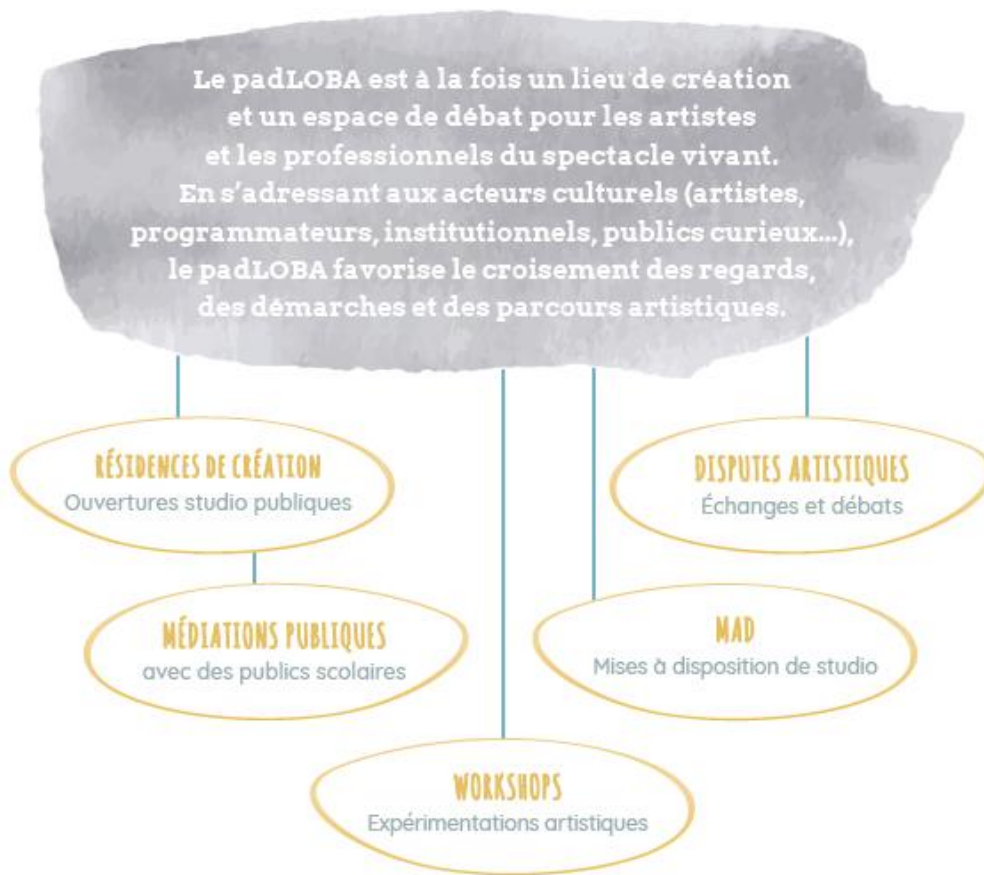 Le padLOBA est à la fois un lieu de création
et un espace de débat pour les artistes
et les professionnels du spectacle vivant.
En s’adressant aux acteurs culturels (artistes,
programmateurs, institutionnels, publics curieux...),
le padLOBA favorise le croisement des regards,
des démarches et des parcours artistiques.
RÉSIDENCES DE CRÉATION
Ouvertures studio publiques
DISPUTES ARTISTIQUES
Échanges et débats
MÉDIATIONS PUBLIQUES
avec des publics scolaires
MAD
Mises à disposition de studio
WORKSHOPS
Expérimentations artistiques